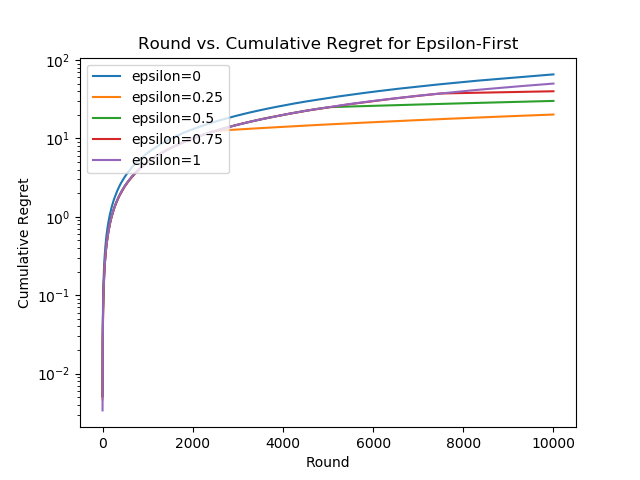 Round vs. Cumulative Regret for Epsilon-First
10²
epsilon=0
epsilon=0.25
epsilon=0.5
epsilon=0.75
epsilon=1
10¹
10⁰
10⁻¹
10⁻²
Cumulative Regret
0 2000 4000 6000 8000 10000
Round